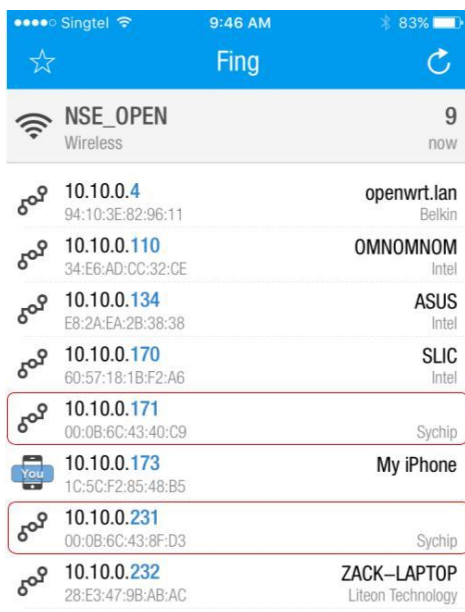 Singtel 9:46 AM 83%
Fing
NSE_OPEN 9
Wireless now
10.10.0.4 openwrt.lan
94:10:3E:82:96:11 Belkin
10.10.0.110 OMNOMNOM
34:E6:AD:CC:32:CE Intel
10.10.0.134 ASUS
E8:2A:EA:2B:38:38 Intel
10.10.0.170 SLIC
60:57:18:1B:F2:A6 Intel
10.10.0.171
00:0B:6C:43:40:C9 Sychip
You 10.10.0.173 My iPhone
1C:5C:F2:85:48:B5
10.10.0.231
00:0B:6C:43:8F:D3 Sychip
10.10.0.232 ZACK–LAPTOP
28:E3:47:9B:AB:AC Liteon Technology